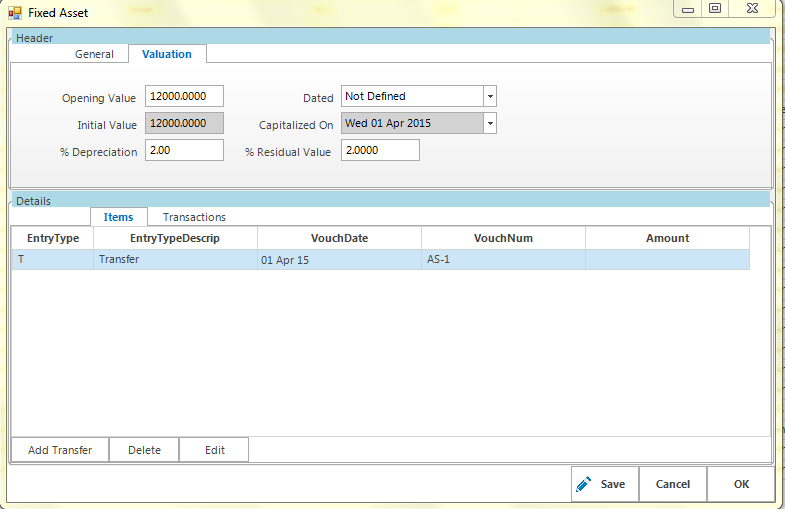 Fixed Asset
Header
General Valuation
Opening Value 12000.0000 Dated Not Defined
Initial Value 12000.0000 Capitalized On Wed 01 Apr 2015
% Depreciation 2.00 % Residual Value 2.0000
Details
Items Transactions
EntryType EntryTypeDescrip VouchDate VouchNum Amount
T Transfer 01 Apr 15 AS-1
Add Transfer Delete Edit
Save Cancel OK